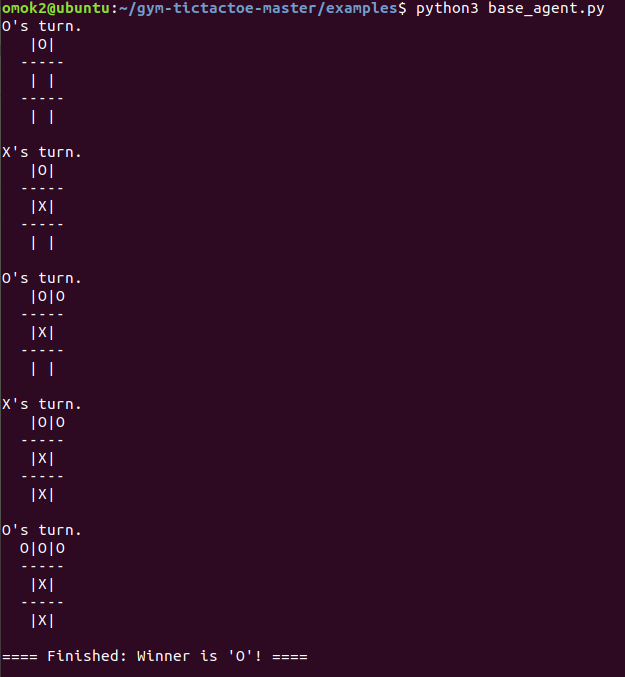 omok2@ubuntu:~/gym-tictactoe-master/examples$ python3 base_agent.py
O's turn.
   |O|
  -----
   | |
  -----
   | |

X's turn.
   |O|
  -----
   |X|
  -----
   | |

O's turn.
   |O|O
  -----
   |X|
  -----
   | |

X's turn.
   |O|O
  -----
   |X|
  -----
   |X|

O's turn.
  O|O|O
  -----
   |X|
  -----
   |X|

==== Finished: Winner is 'O'! ====